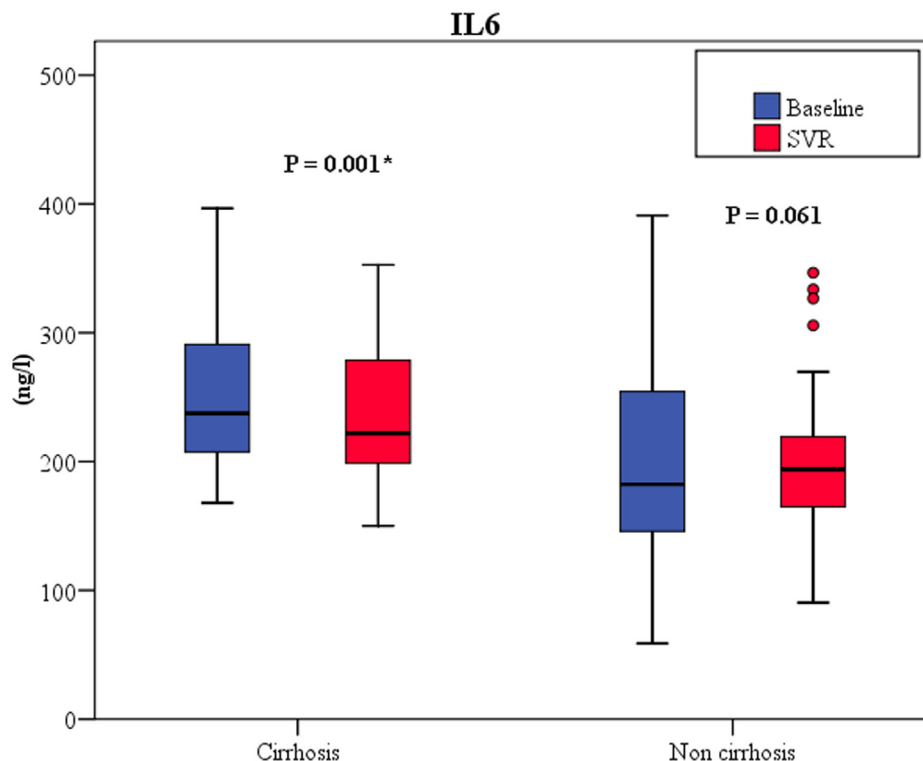 IL6
500
Baseline
SVR
P = 0.001*
400
P = 0.061
300
(ng/l)
200
100
0
Cirrhosis
Non cirrhosis